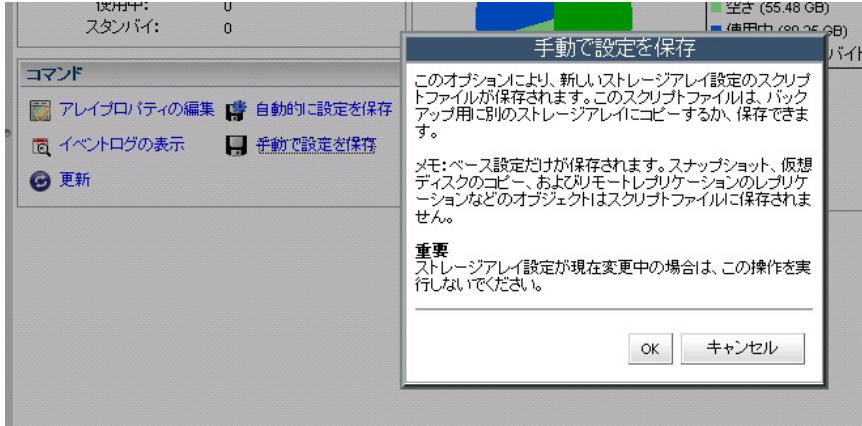 使用中: 0
スタンバイ: 0
空き (55.48 GB)
コマンド
アレイプロパティの編集
自動的に設定を保存
イベントログの表示
手動で設定を保存
更新
手動で設定を保存
このオプションにより、新しいストレージアレイ設定のスクリプ
トファイルが保存されます。このスクリプトファイルは、バック
アップ用に別のストレージアレイにコピーするか、保存できま
す。
メモ:ベース設定だけが保存されます。スナップショット、仮想
ディスクのコピー、およびリモートレプリケーションのレプリケ
ーションなどのオブジェクトはスクリプトファイルに保存されま
せん。
重要
ストレージアレイ設定が現在変更中の場合は、この操作を実
行しないでください。
OK
キャンセル